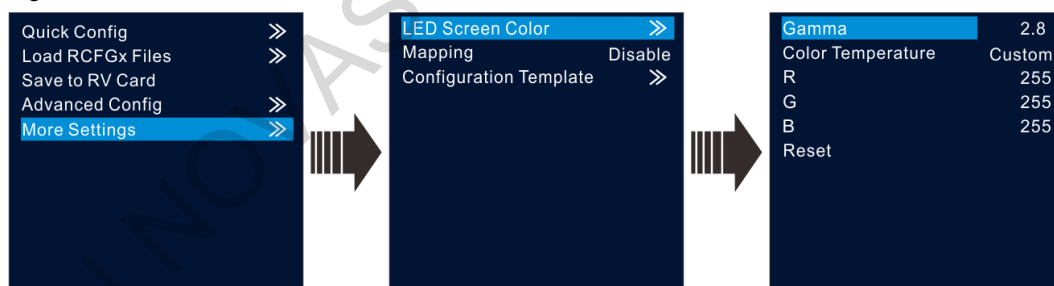 Quick Config
Load RCFGx Files
Save to RV Card
Advanced Config
More Settings
LED Screen Color
Mapping Disable
Configuration Template
Gamma 2.8
Color Temperature Custom
R 255
G 255
B 255
Reset